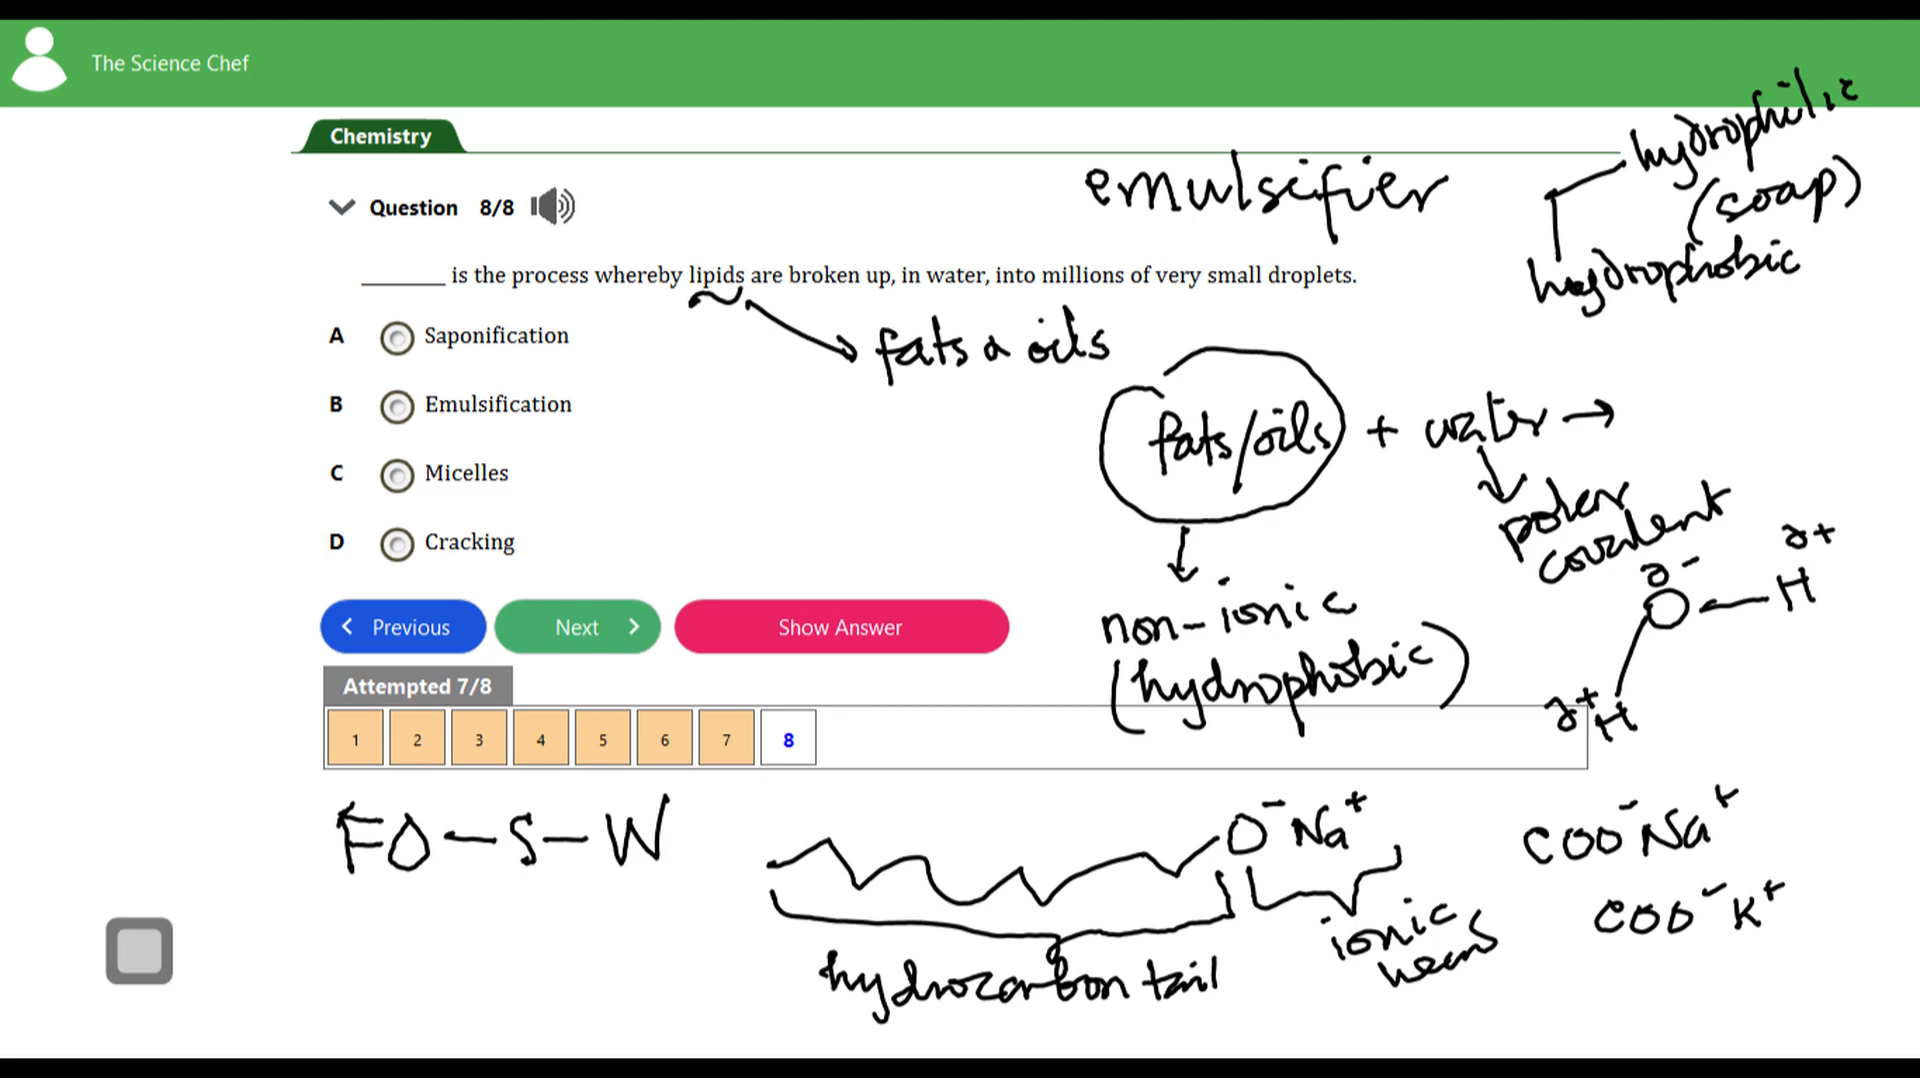 The Science Chef
Chemistry
Question 8/8
______ is the process whereby lipids are broken up, in water, into millions of very small droplets.
A Saponification
B Emulsification
C Micelles
D Cracking
Previous
Next
Show Answer
Attempted 7/8
1 2 3 4 5 6 7 8
emulsifier
hydrophilic
(soap)
hydrophobic
fats & oils
fats/oils + water →
polar
covalent
non-ionic
(hydrophobic)
∂+
∂-
O H
∂+ H
FO-S-W
O⁻Na⁺
COO⁻Na⁺
COO⁻K⁺
hydrocarbon tail
ionic